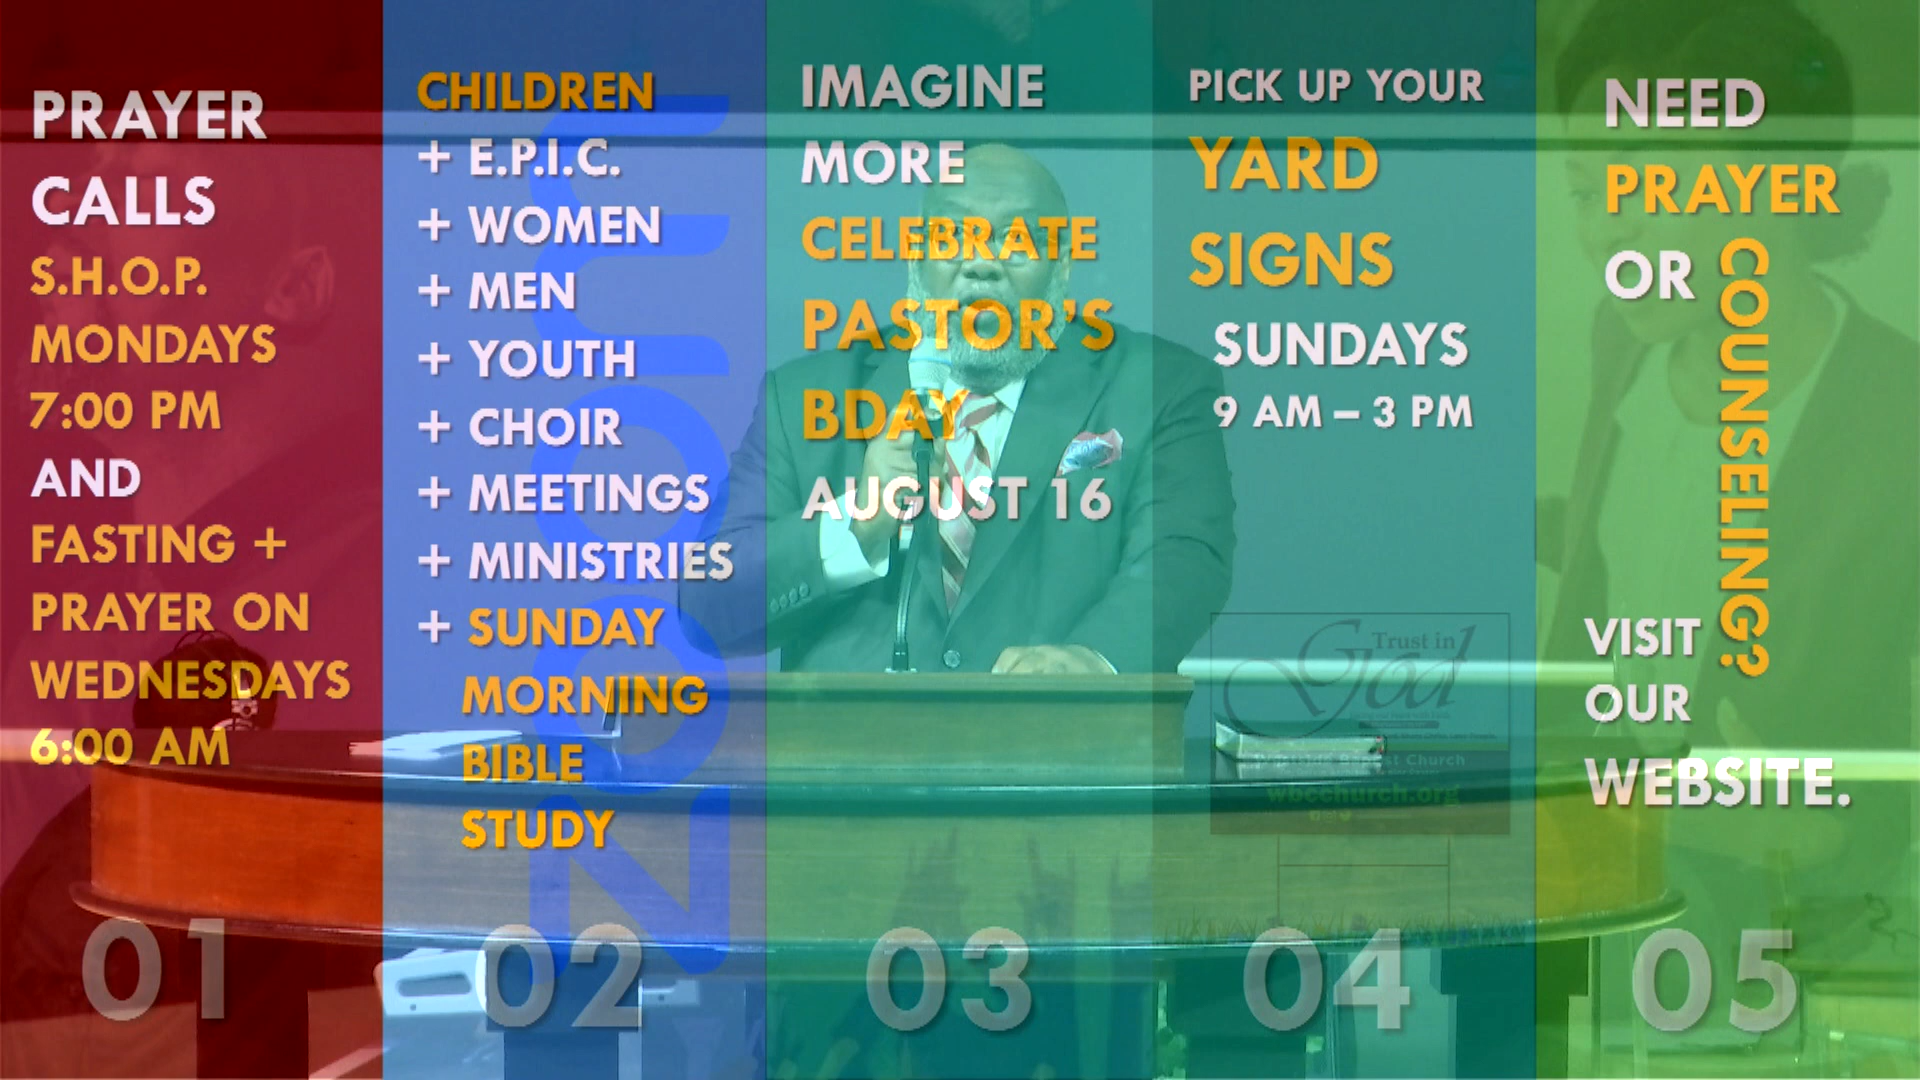 PRAYER
CALLS
S.H.O.P.
MONDAYS
7:00 PM
AND
FASTING +
PRAYER ON
WEDNESDAYS
6:00 AM
01
CHILDREN
+ E.P.I.C.
+ WOMEN
+ MEN
+ YOUTH
+ CHOIR
+ MEETINGS
+ MINISTRIES
+ SUNDAY
MORNING
BIBLE
STUDY
zoom
02
IMAGINE
MORE
CELEBRATE
PASTOR'S
BDAY
AUGUST 16
03
PICK UP YOUR
YARD
SIGNS
SUNDAYS
9 AM – 3 PM
Trust in
God
Baptist Church
wbcchurch.org
04
NEED
PRAYER
OR
COUNSELING?
VISIT
OUR
WEBSITE.
05